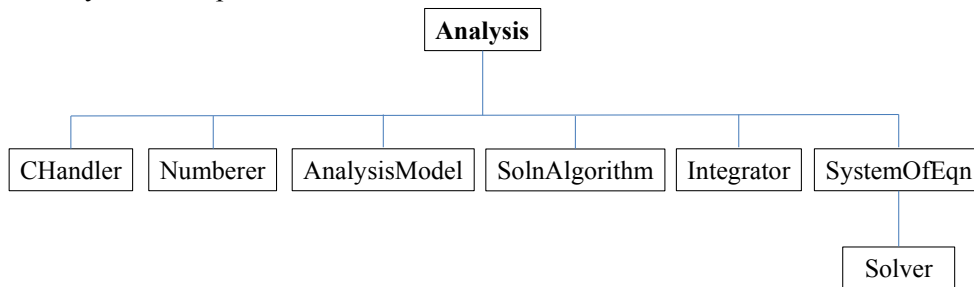 Analysis
CHandler Numberer AnalysisModel SolnAlgorithm Integrator SystemOfEqn
Solver